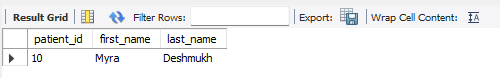 Result Grid Filter Rows: Export: Wrap Cell Content:
patient_id first_name last_name
10 Myra Deshmukh